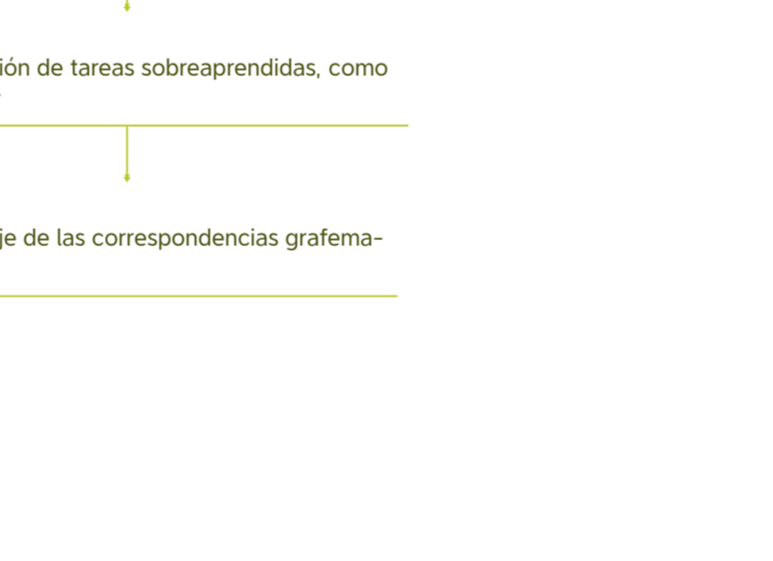 ión de tareas sobreaprendidas, como
je de las correspondencias grafema-